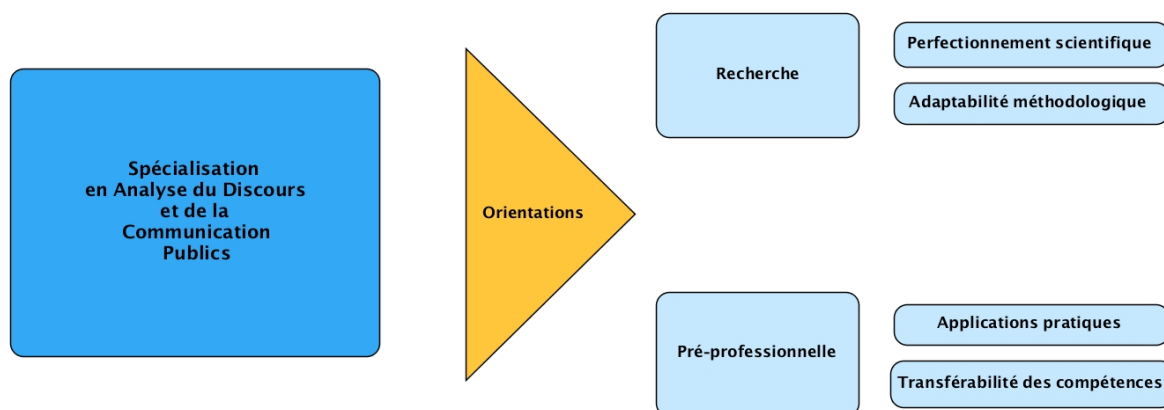 Spécialisation
en Analyse du Discours
et de la
Communication
Publics
Orientations
Recherche
Perfectionnement scientifique
Adaptabilité méthodologique
Pré-professionnelle
Applications pratiques
Transférabilité des compétences